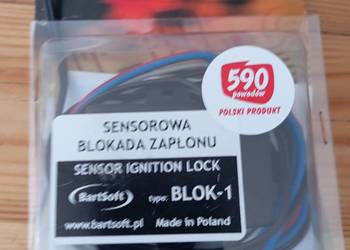 590
powodów
POLSKI PRODUKT
SENSOROWA
BLOKADA ZAPŁONU
SENSOR IGNITION LOCK
BartSoft type: BLOK-1
www.bartsoft.pl Made in Poland